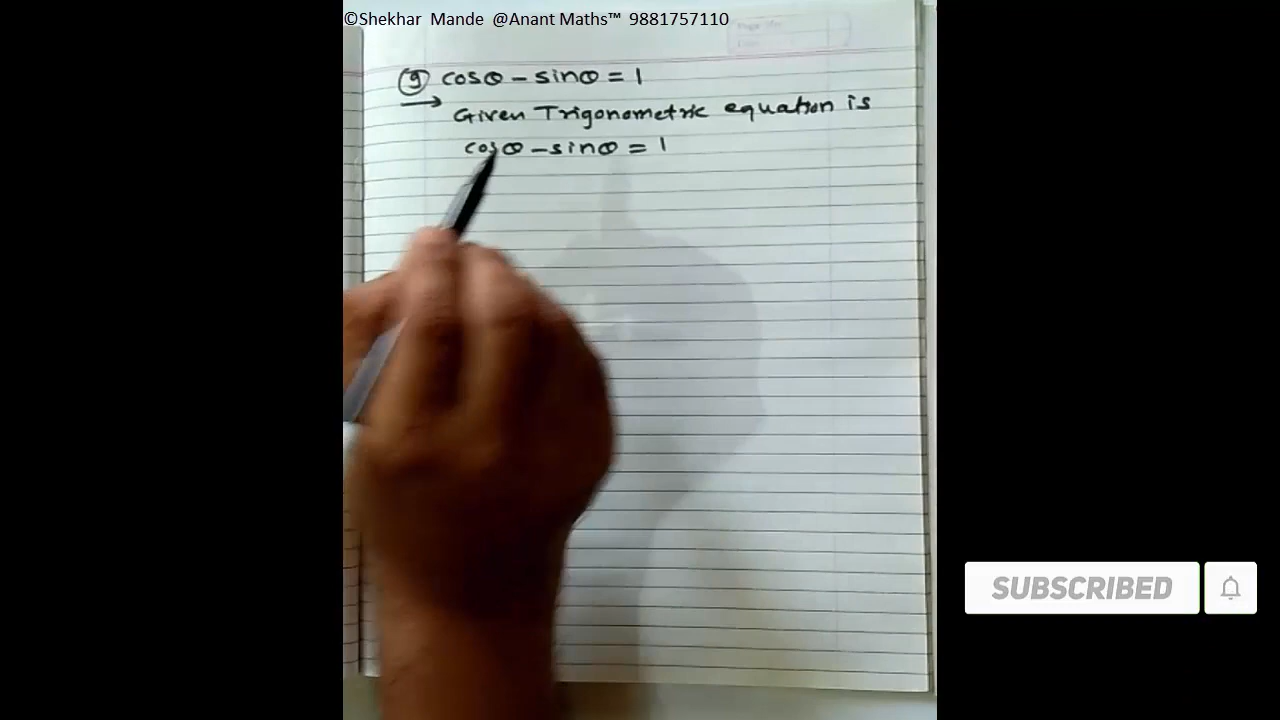 ©Shekhar Mande @Anant Maths™ 9881757110
⑨ cosθ - sinθ = 1
→ Given Trigonometric equation is
cosθ - sinθ = 1
SUBSCRIBED